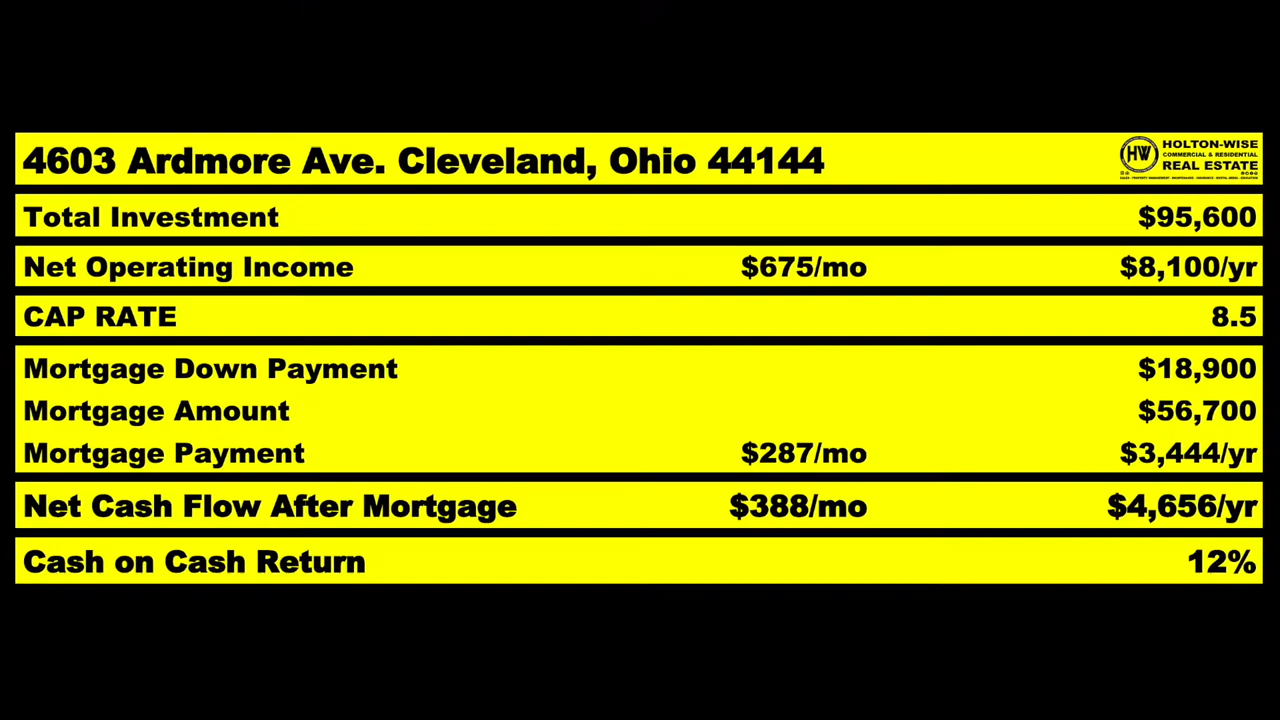 4603 Ardmore Ave. Cleveland, Ohio 44144
HW
HOLTON-WISE
COMMERCIAL & RESIDENTIAL
REAL ESTATE
Total Investment $95,600
Net Operating Income $675/mo $8,100/yr
CAP RATE 8.5
Mortgage Down Payment $18,900
Mortgage Amount $56,700
Mortgage Payment $287/mo $3,444/yr
Net Cash Flow After Mortgage $388/mo $4,656/yr
Cash on Cash Return 12%